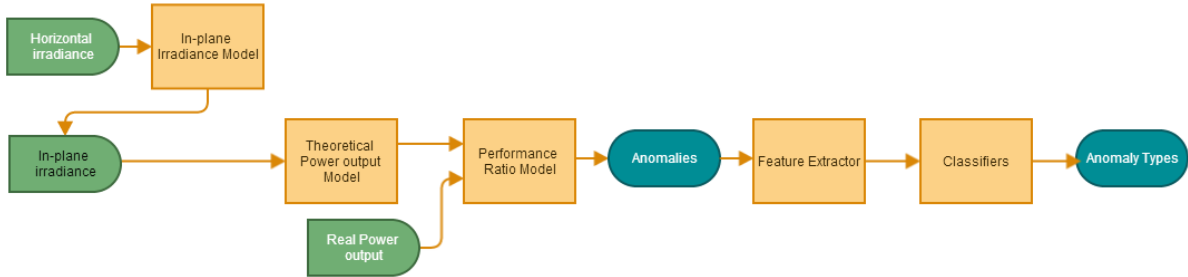 Horizontal
irradiance
In-plane
Irradiance Model
In-plane
irradiance
Theoretical
Power output
Model
Real Power
output
Performance
Ratio Model
Anomalies
Feature Extractor
Classifiers
Anomaly Types